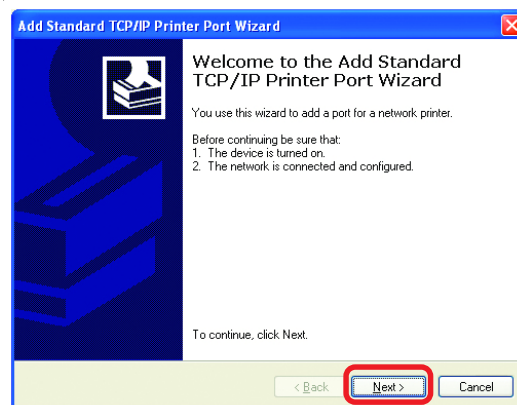 Add Standard TCP/IP Printer Port Wizard
Welcome to the Add Standard
TCP/IP Printer Port Wizard
You use this wizard to add a port for a network printer.
Before continuing be sure that:
1. The device is turned on.
2. The network is connected and configured.
To continue, click Next.
< Back
Next >
Cancel